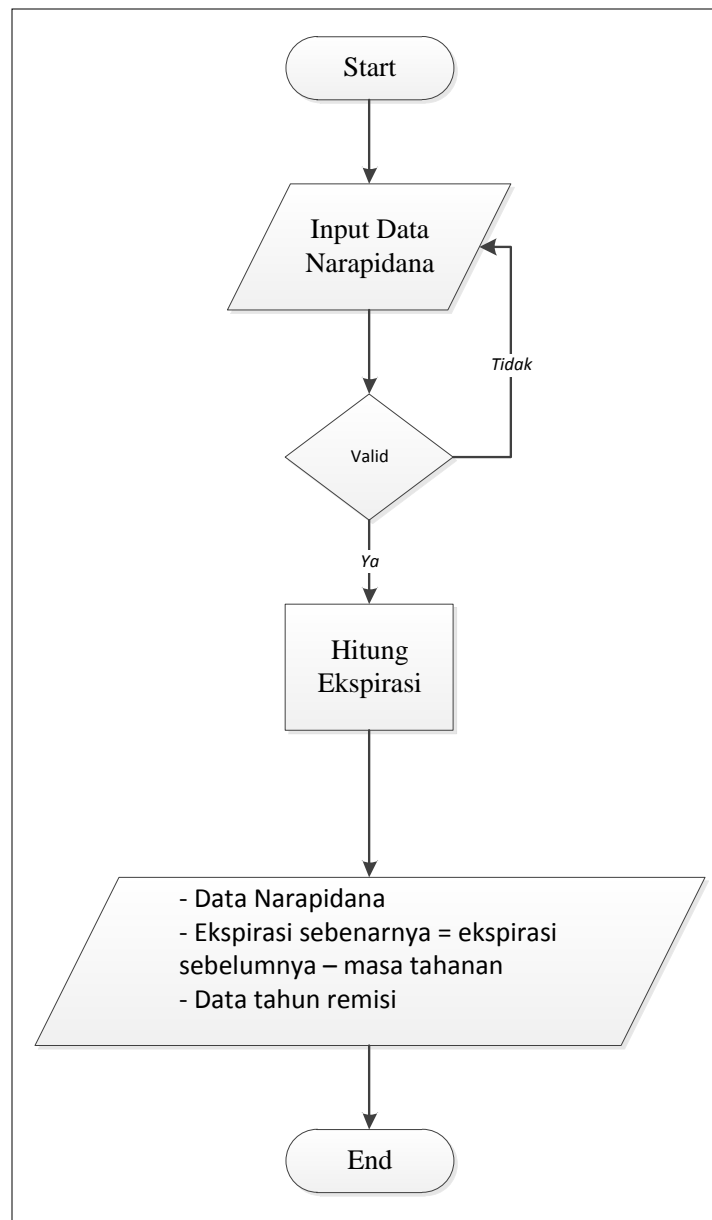 Start
Input Data
Narapidana
Tidak
Valid
Ya
Hitung
Ekspirasi
- Data Narapidana
- Ekspirasi sebenarnya = ekspirasi
sebelumnya – masa tahanan
- Data tahun remisi
End